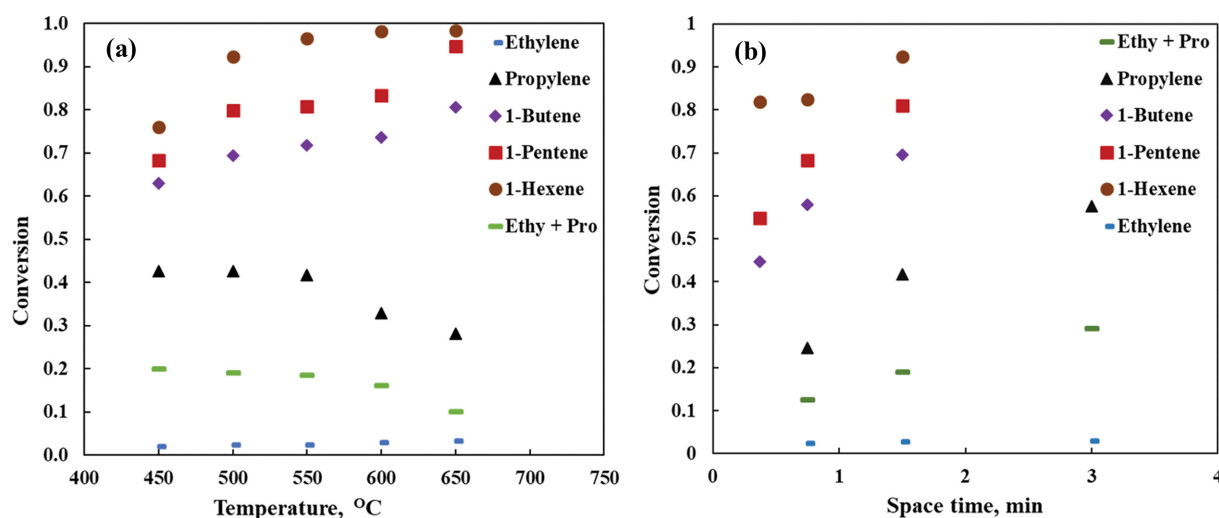 (a)
Conversion
1.0
0.9
0.8
0.7
0.6
0.5
0.4
0.3
0.2
0.1
0.0
400 450 500 550 600 650 700 750
Temperature, ᴼC
Ethylene
Propylene
1-Butene
1-Pentene
1-Hexene
Ethy + Pro
(b)
Conversion
1
0.9
0.8
0.7
0.6
0.5
0.4
0.3
0.2
0.1
0
0 1 2 3 4
Space time, min
Ethy + Pro
Propylene
1-Butene
1-Pentene
1-Hexene
Ethylene